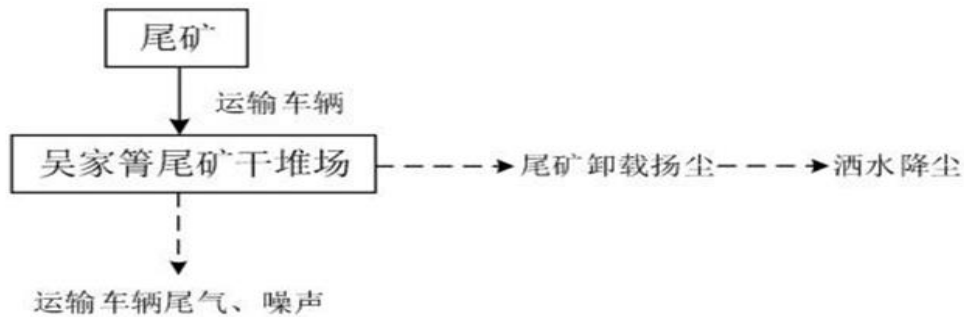 尾矿
运输车辆
吴家箐尾矿干堆场
尾矿卸载扬尘
洒水降尘
运输车辆尾气、噪声